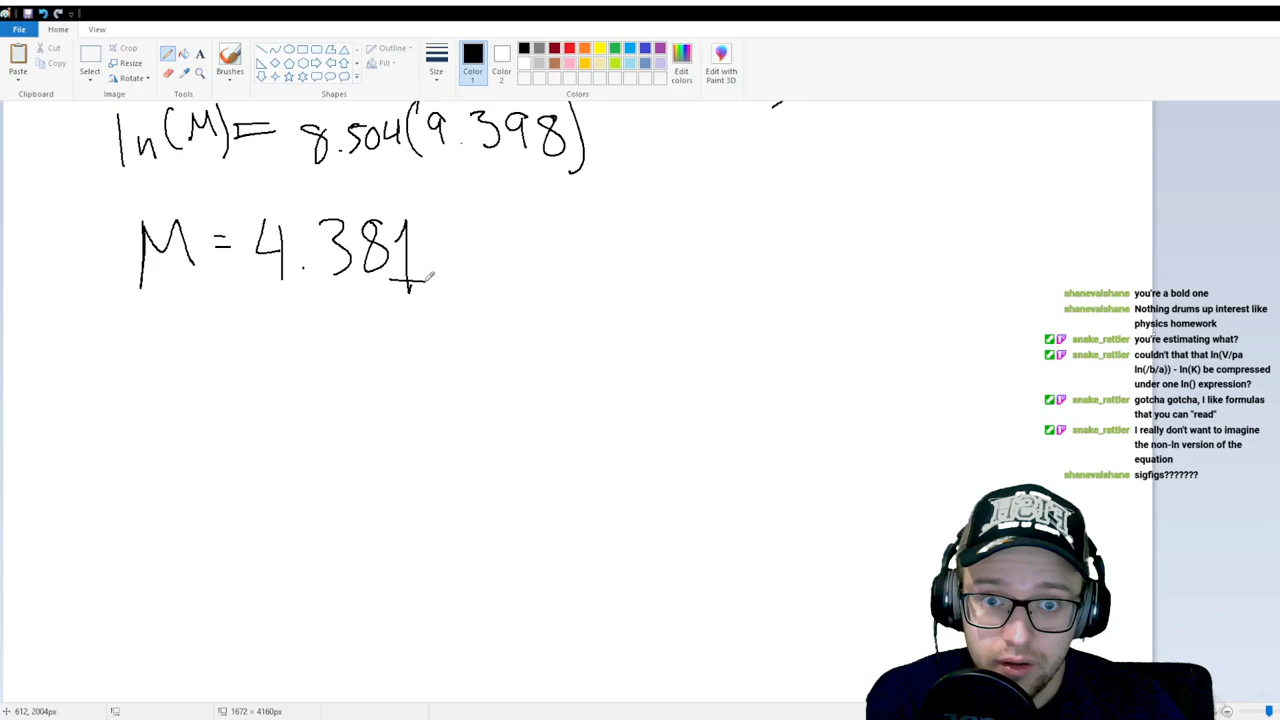 File
Home
View
Paste
Cut
Copy
Clipboard
Select
Crop
Resize
Rotate
Image
A
Tools
Brushes
Shapes
Outline
Fill
Size
Color
1
Color
2
Colors
Edit
colors
Edit with
Paint 3D
ln(M)= 8.504(9.398)
M = 4.381
shanevalshane you're a bold one
shanevalshane Nothing drums up interest like
physics homework
snake_rattler you're estimating what?
snake_rattler couldn't that that ln(V/pa
ln(/b/a)) - ln(K) be compressed
under one ln() expression?
snake_rattler gotcha gotcha, I like formulas
that you can "read"
snake_rattler I really don't want to imagine
the non-ln version of the
equation
shanevalshane sigfigs???????
612, 2004px
1672 × 4160px